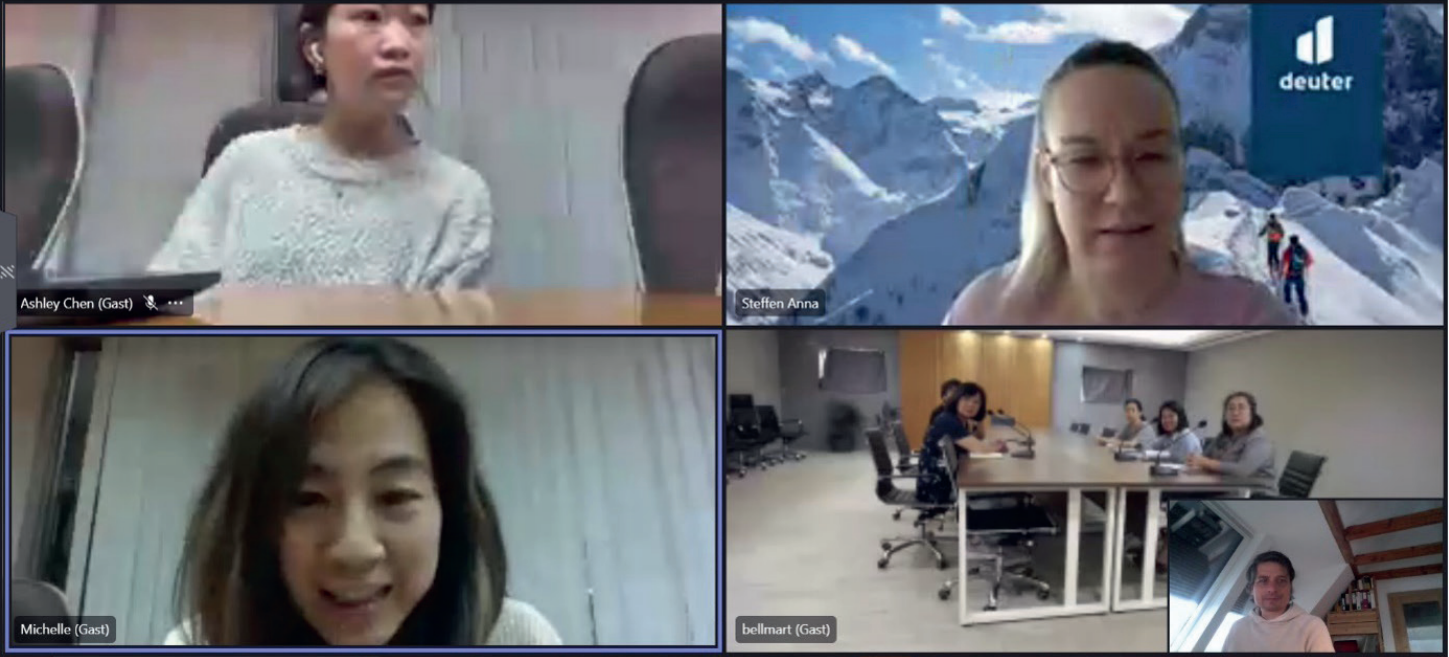 deuter
Ashley Chen (Gast)
Steffen Anna
Michelle (Gast)
bellmart (Gast)